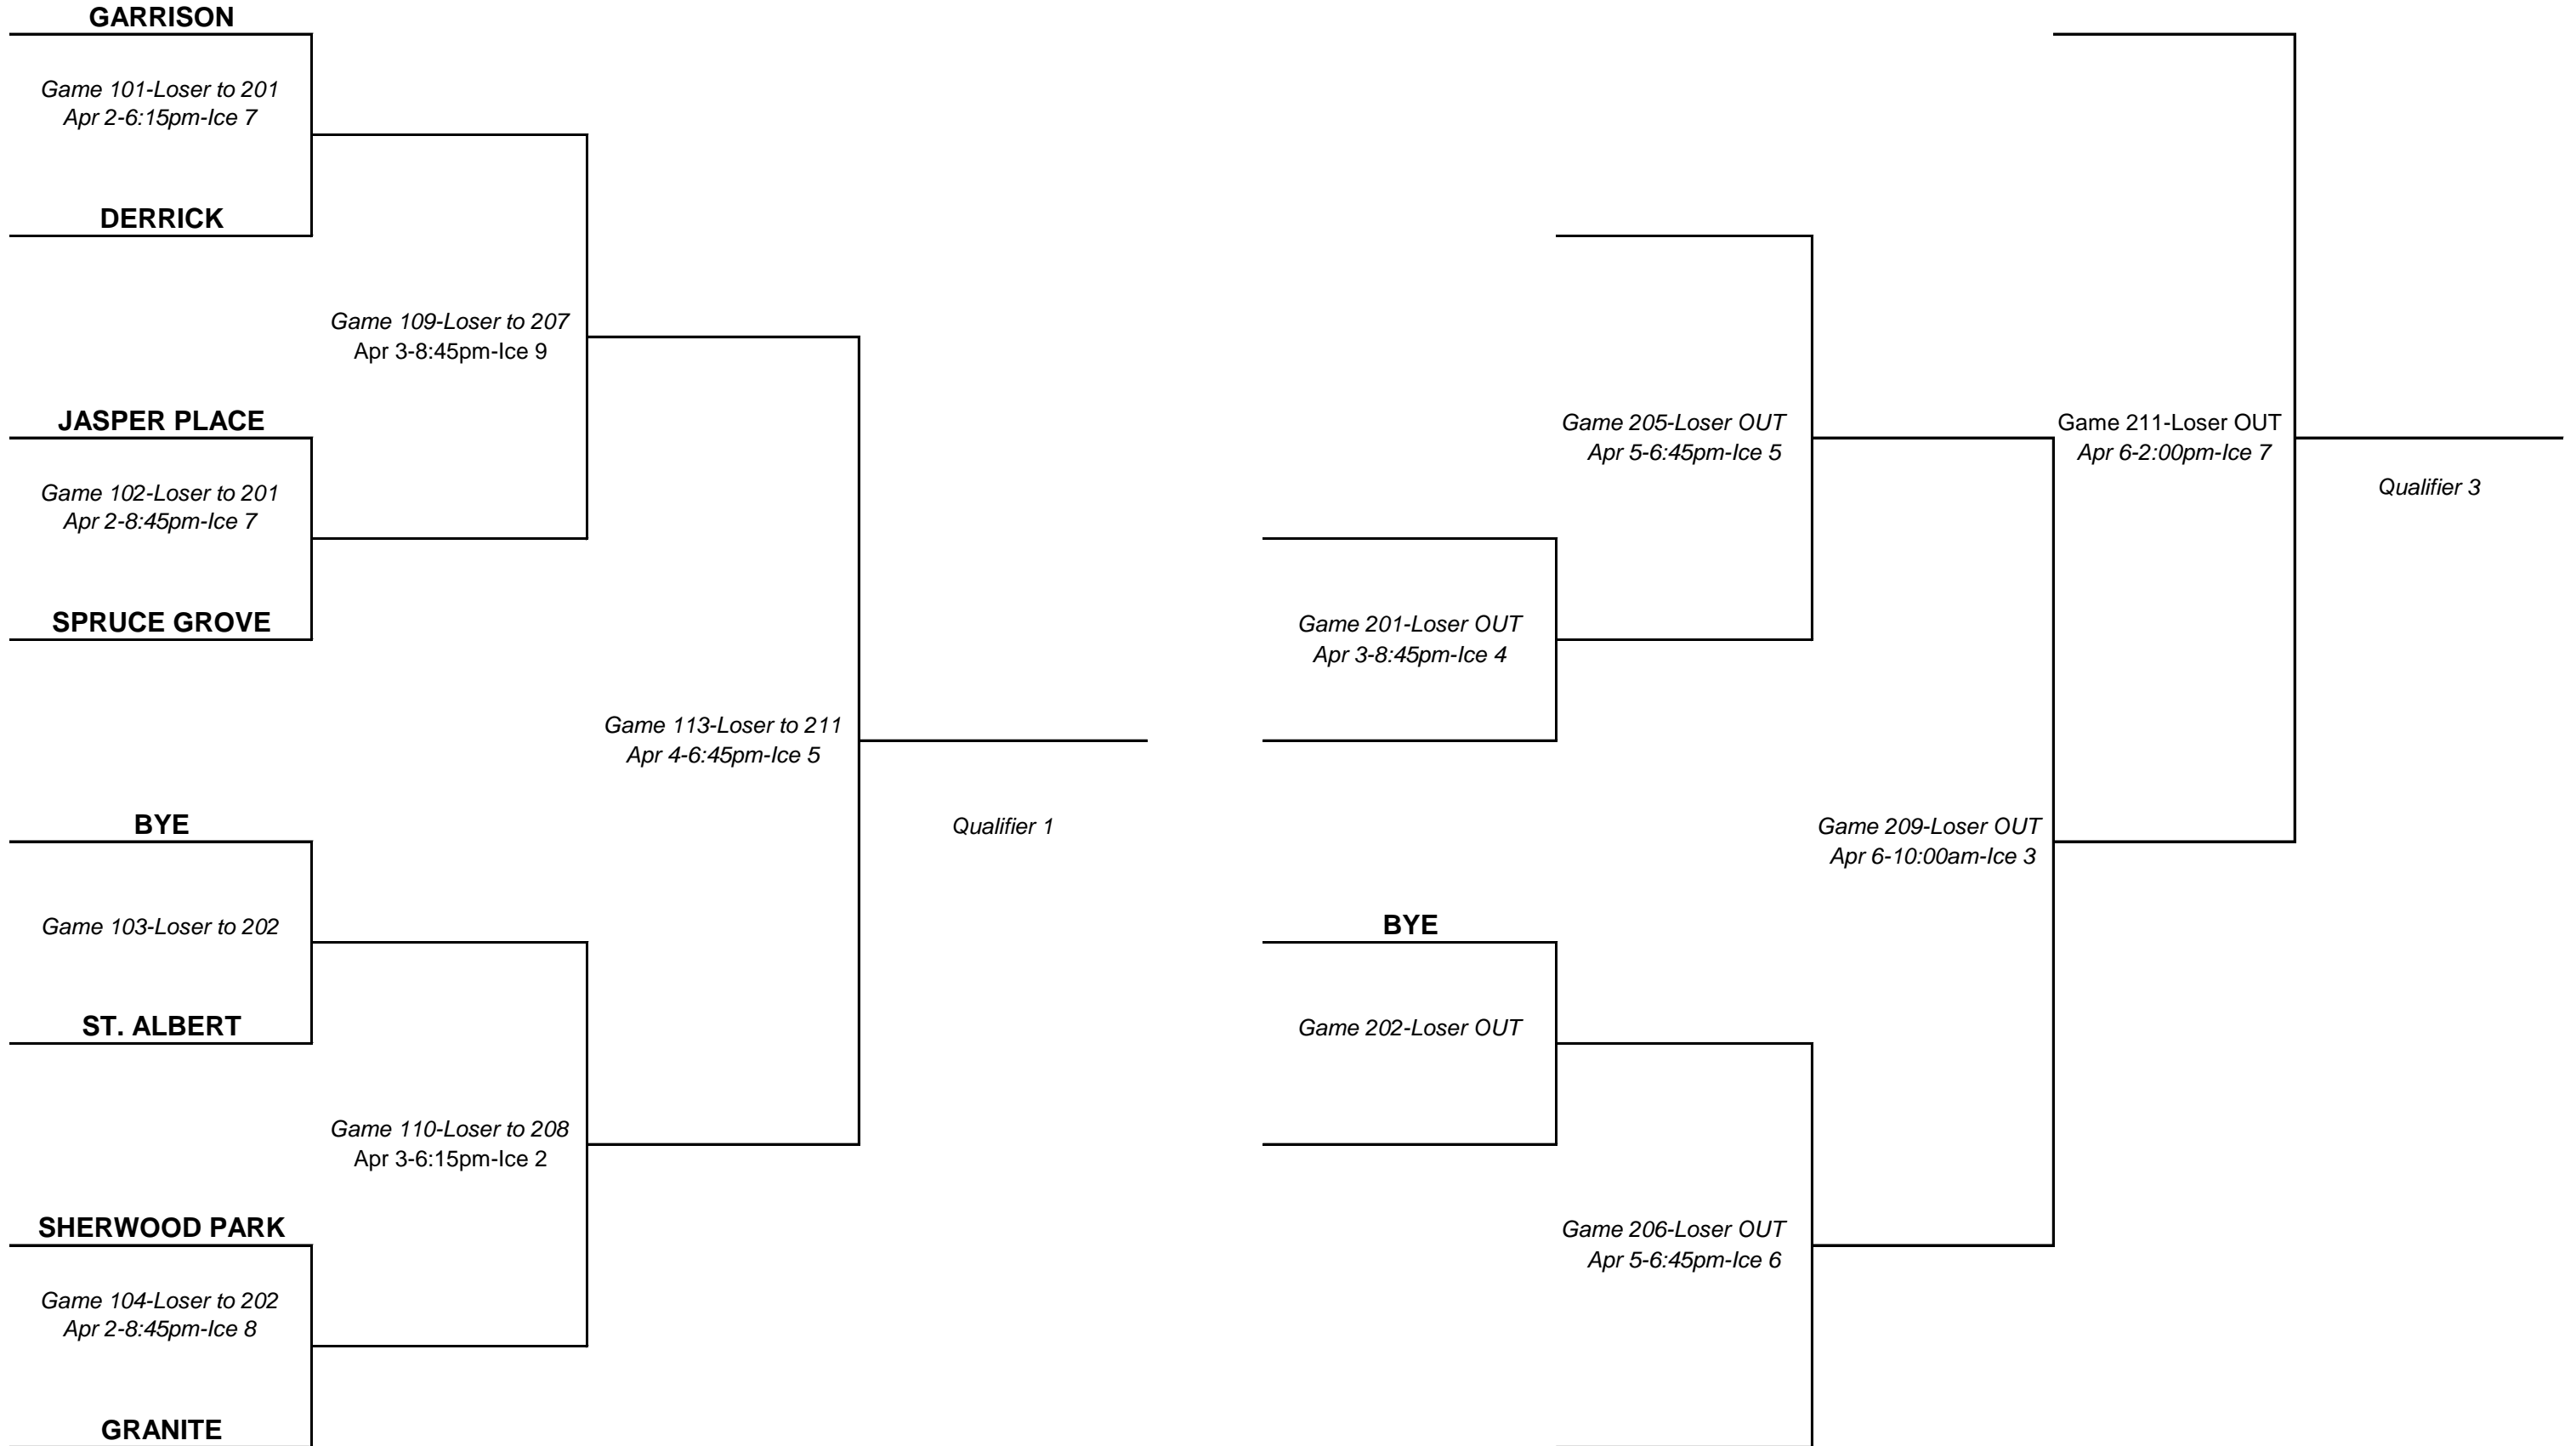 GARRISON
Game 101-Loser to 201
Apr 2-6:15pm-Ice 7
DERRICK
Game 109-Loser to 207
Apr 3-8:45pm-Ice 9
JASPER PLACE
Game 102-Loser to 201
Apr 2-8:45pm-Ice 7
SPRUCE GROVE
Game 113-Loser to 211
Apr 4-6:45pm-Ice 5
Qualifier 1
BYE
Game 103-Loser to 202
ST. ALBERT
Game 110-Loser to 208
Apr 3-6:15pm-Ice 2
SHERWOOD PARK
Game 104-Loser to 202
Apr 2-8:45pm-Ice 8
GRANITE
Game 205-Loser OUT
Apr 5-6:45pm-Ice 5
Game 211-Loser OUT
Apr 6-2:00pm-Ice 7
Qualifier 3
Game 201-Loser OUT
Apr 3-8:45pm-Ice 4
Game 209-Loser OUT
Apr 6-10:00am-Ice 3
BYE
Game 202-Loser OUT
Game 206-Loser OUT
Apr 5-6:45pm-Ice 6